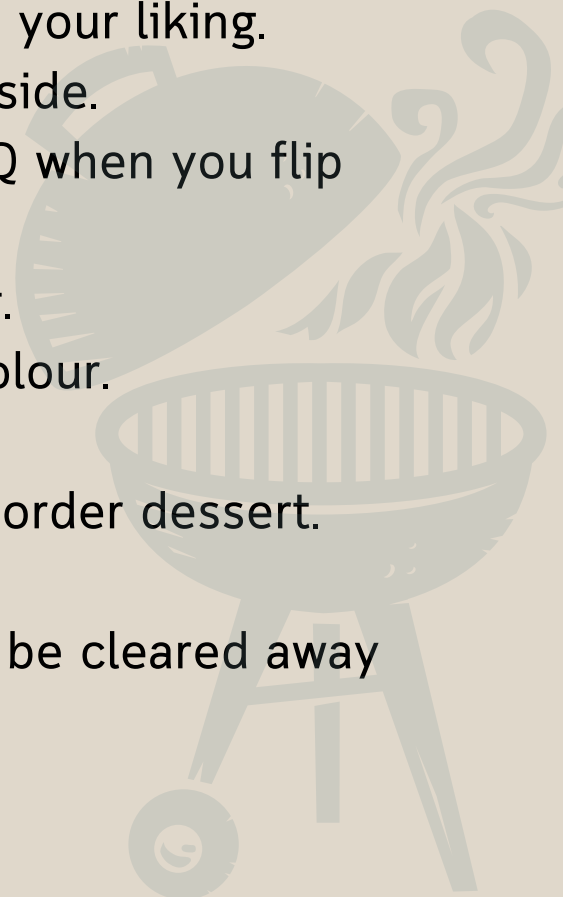 your liking.
side.
Q when you flip
.
olour.
order dessert.
be cleared away